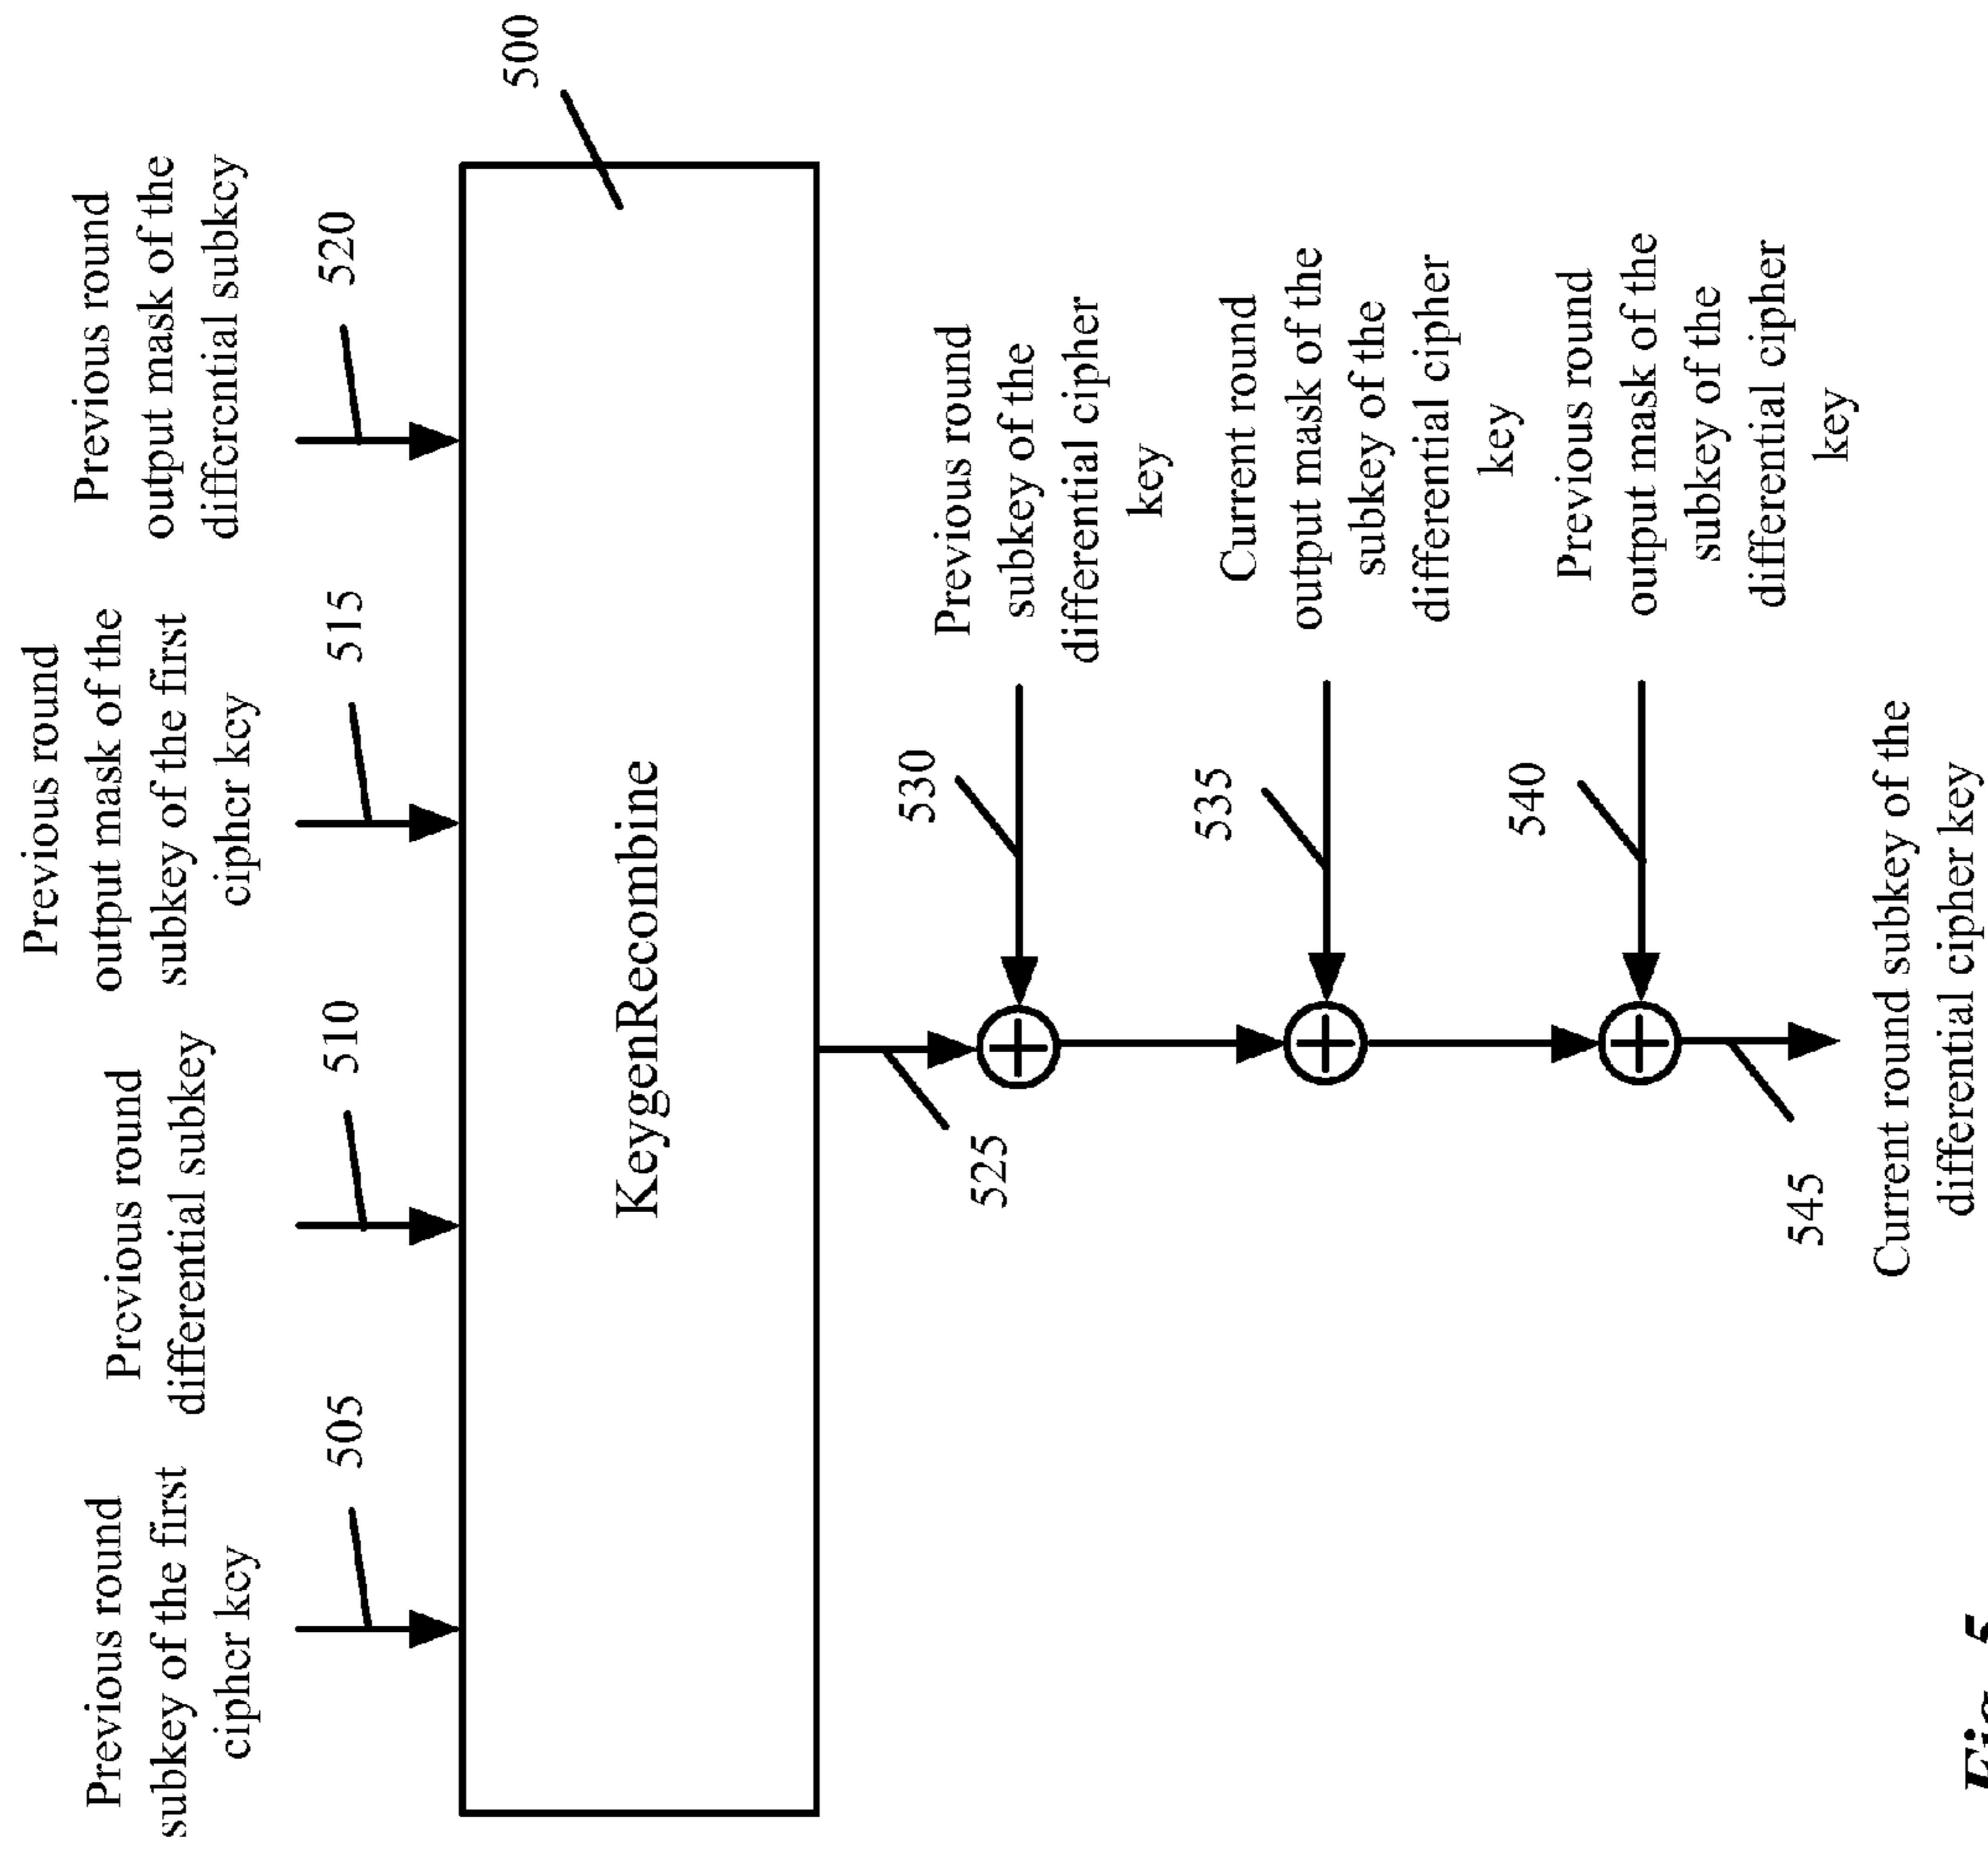 Previous round
subkey of the first
cipher key
505
Previous round
differential subkey
510
Previous round
output mask of the
subkey of the first
cipher key
515
Previous round
output mask of the
differential subkey
520
500
KeygenRecombine
525
530
Previous round
subkey of the
differential cipher
key
535
Current round
output mask of the
subkey of the
differential cipher
key
540
Previous round
output mask of the
subkey of the
differential cipher
key
545
Current round subkey of the
differential cipher key
Fig. 5